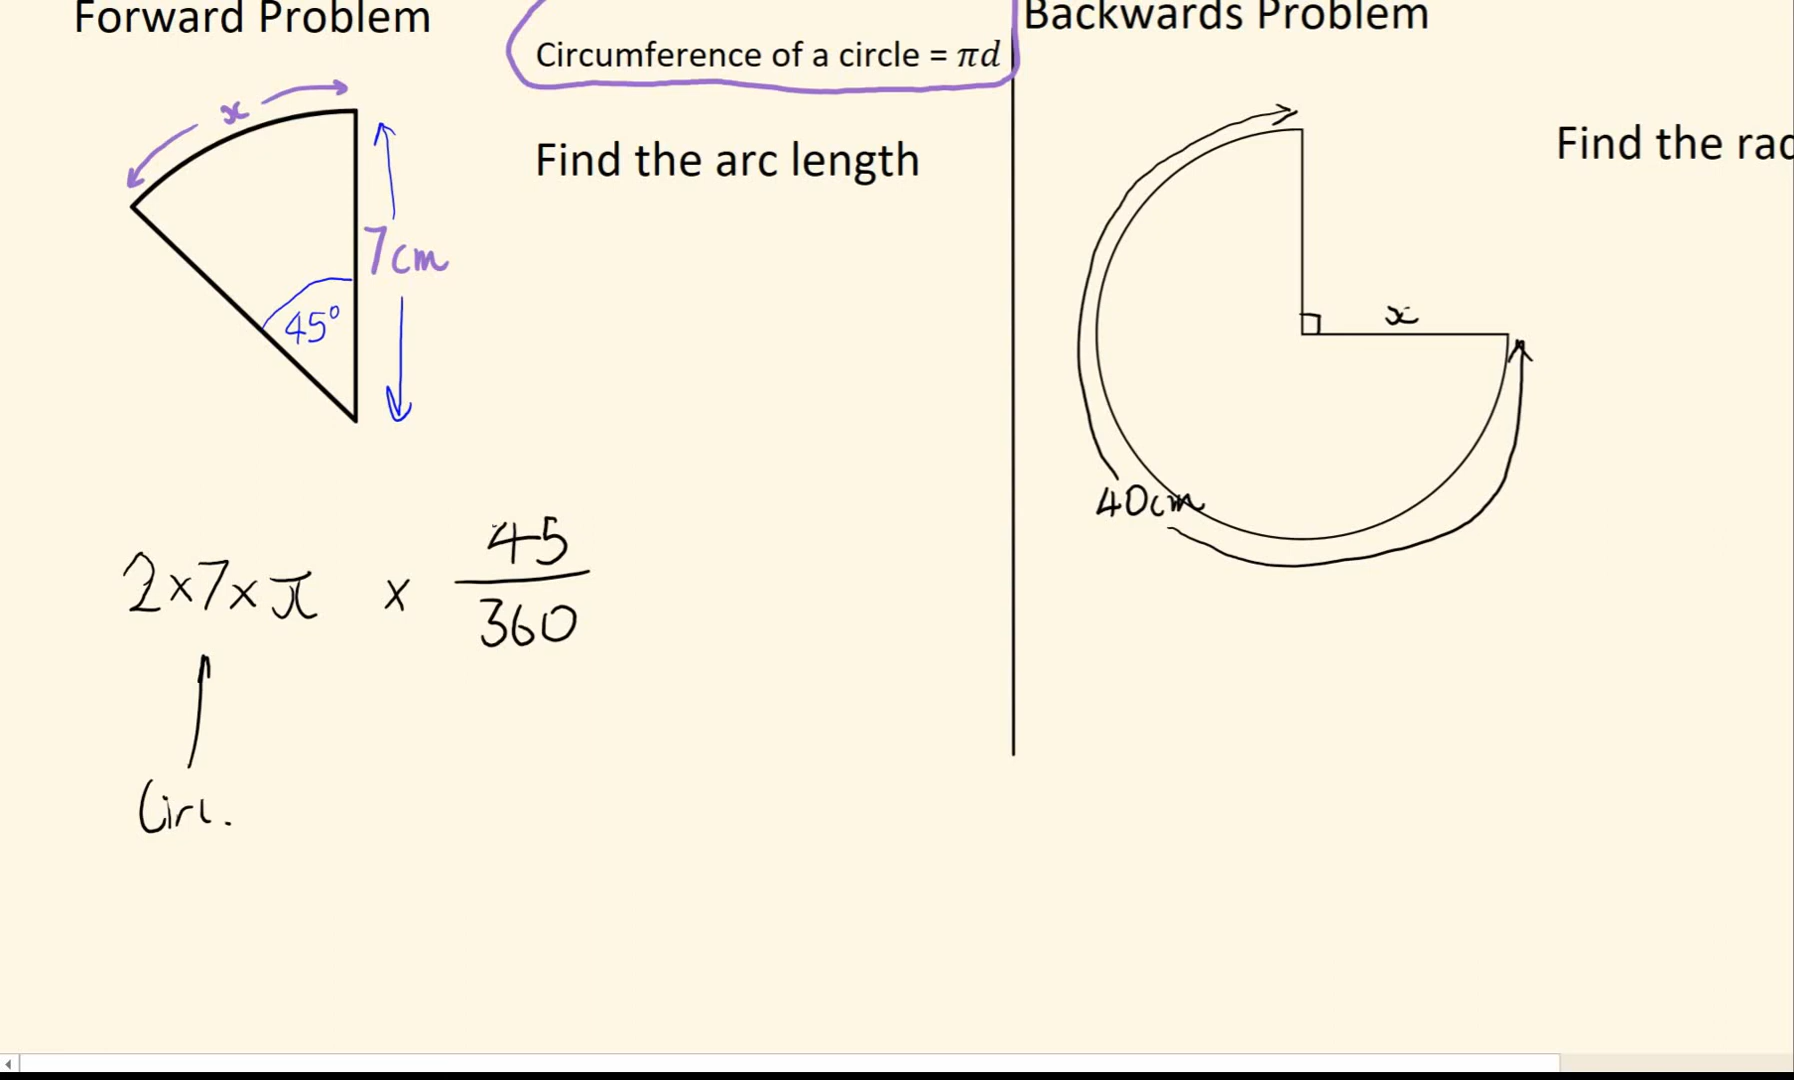 Forward Problem
Circumference of a circle = πd
Find the arc length
x
7cm
45°
2×7×π × 45/360
Circ.
Backwards Problem
Find the rad
x
40cm